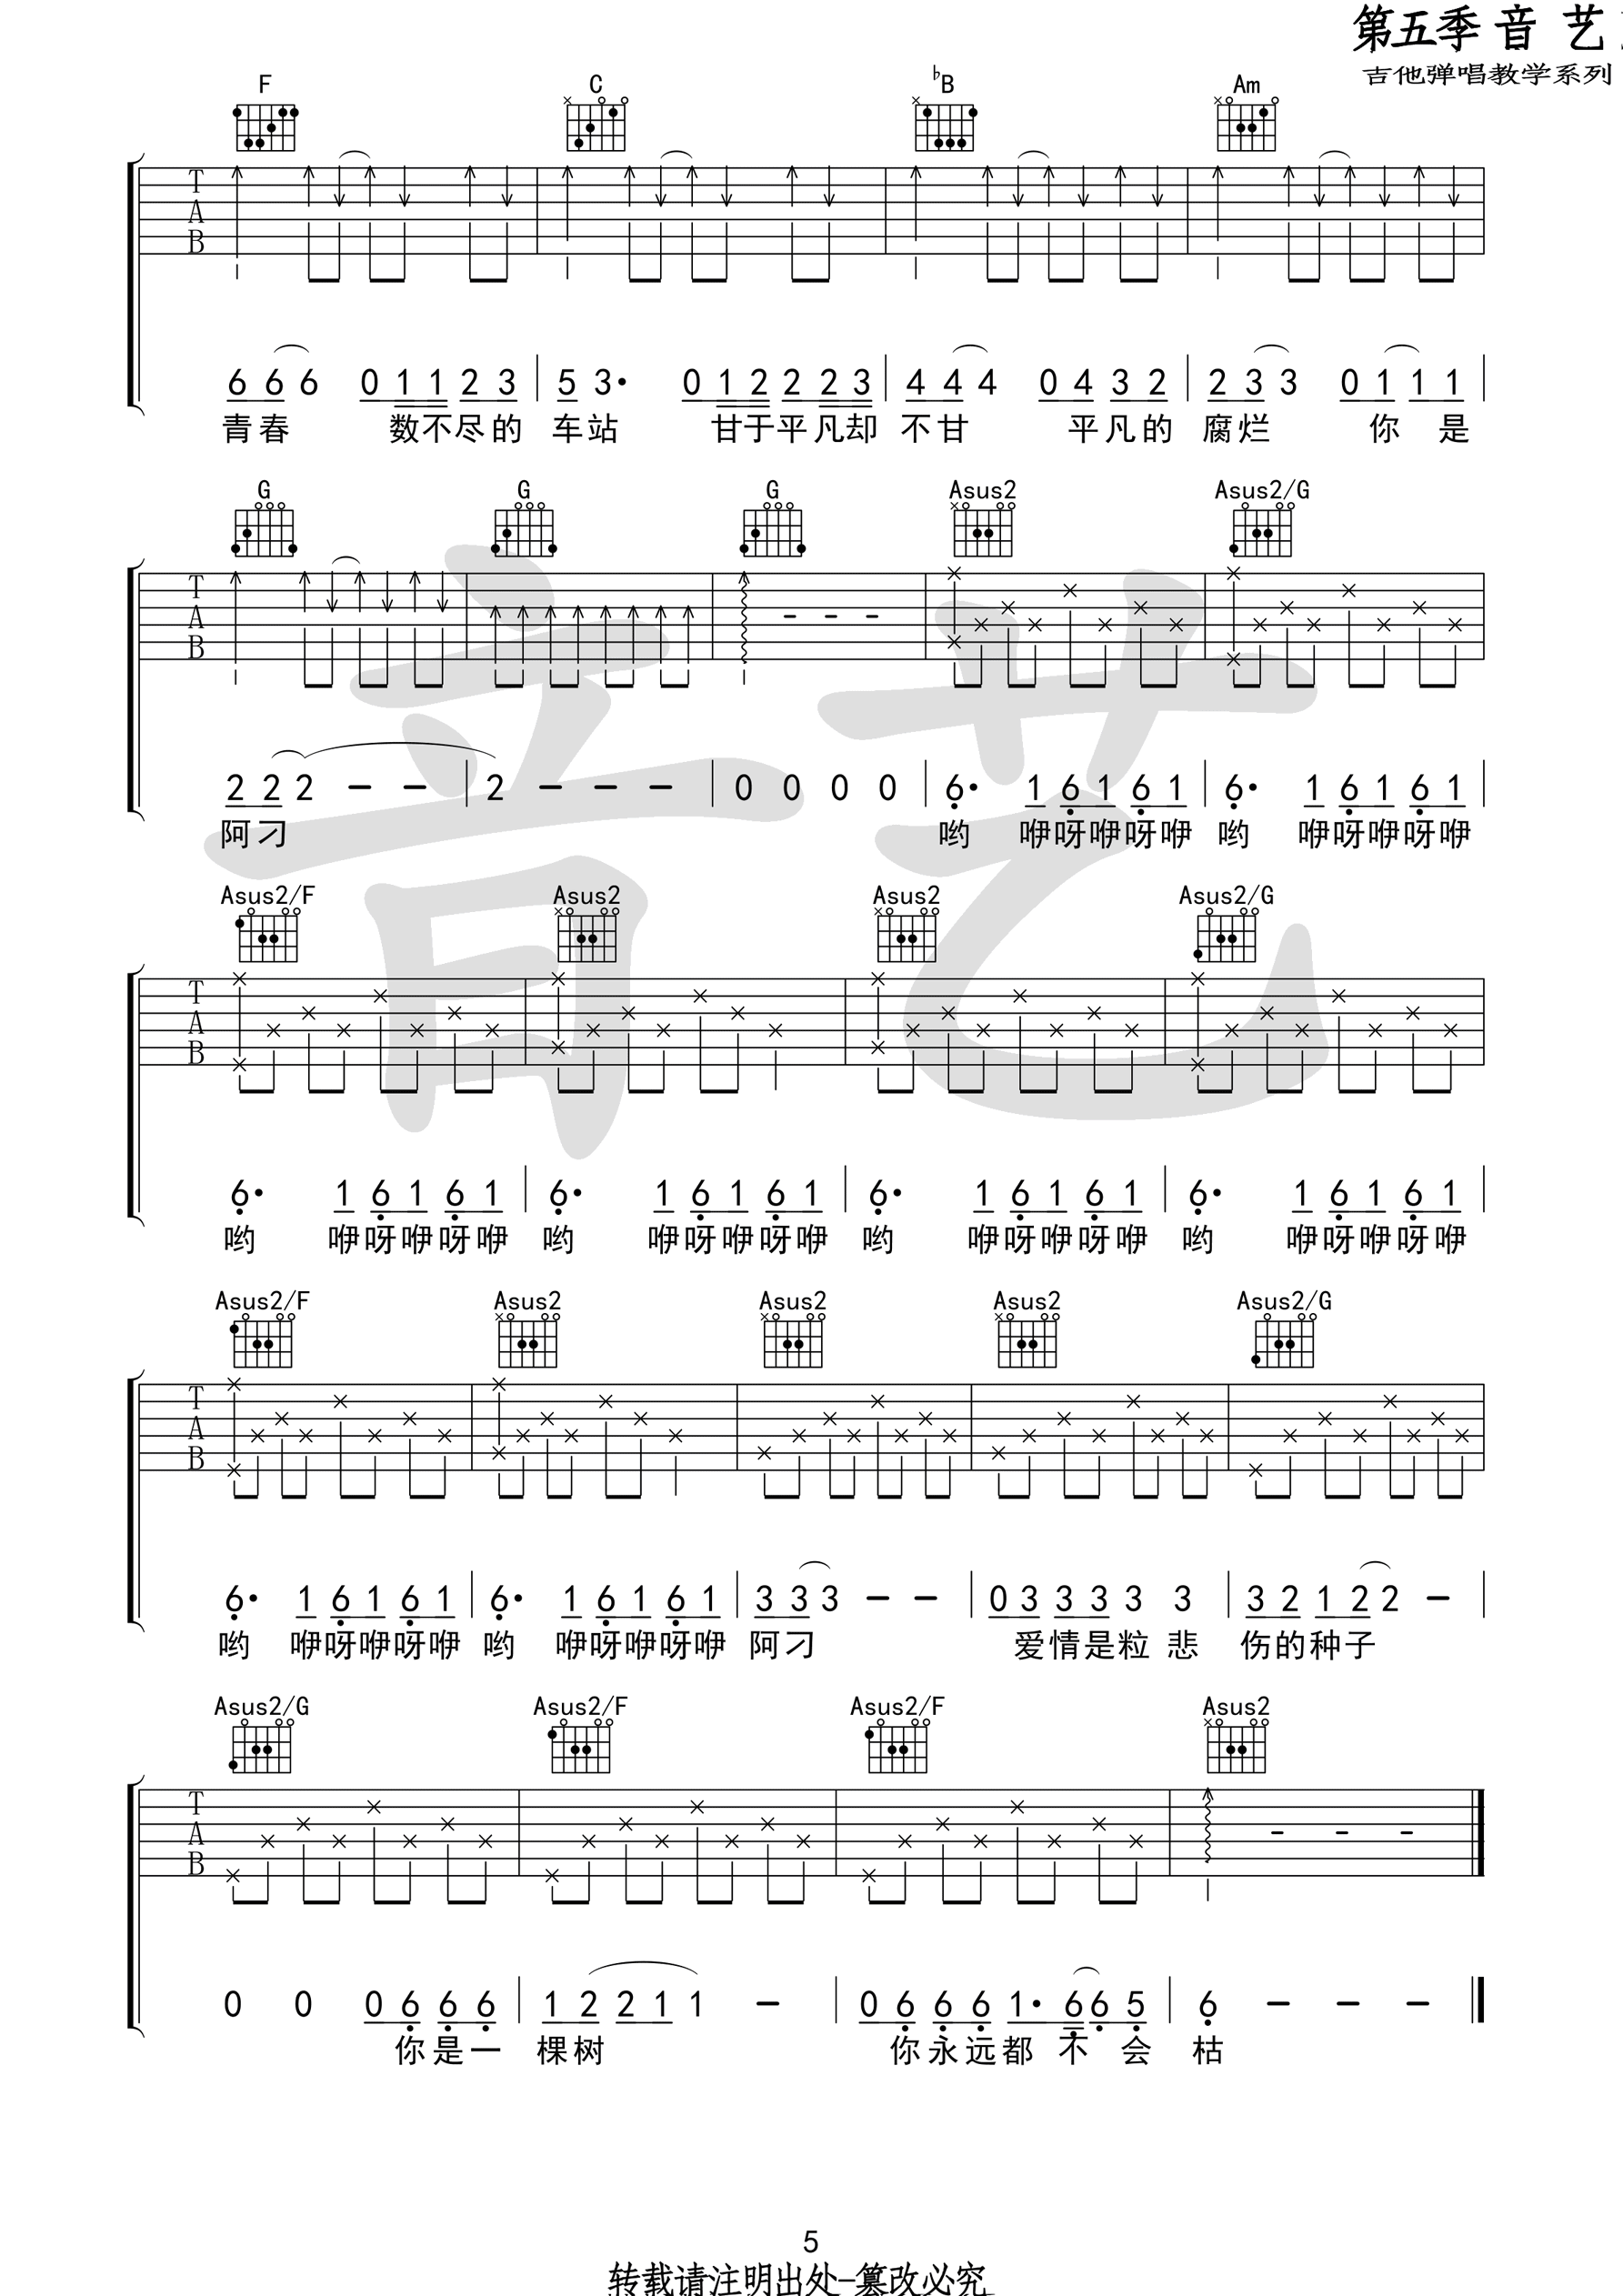 第五季 音 艺
吉他弹唱教学系列
F C ♭B Am
T
A
B
6 6 6 0 1 1 2 3 5 3· 0 1 2 2 2 3 4 4 4 0 4 3 2 2 3 3 0 1 1 1
青春 数不尽的 车站 甘于平凡却 不甘 平凡的 腐烂 你 是
G G G Asus2 Asus2/G
T
A
B
2 2 2 – – 2 – – – 0 0 0 0 6· 1 6 1 6 1 6· 1 6 1 6 1
阿刁 哟 咿呀咿呀咿 哟 咿呀咿呀咿
Asus2/F Asus2 Asus2 Asus2/G
T
A
B
6· 1 6 1 6 1 6· 1 6 1 6 1 6· 1 6 1 6 1 6· 1 6 1 6 1
哟 咿呀咿呀咿 哟 咿呀咿呀咿 哟 咿呀咿呀咿 哟 咿呀咿呀咿
Asus2/F Asus2 Asus2 Asus2 Asus2/G
T
A
B
6· 1 6 1 6 1 6· 1 6 1 6 1 3 3 3 – – 0 3 3 3 3 3 3 2 1 2 2 –
哟 咿呀咿呀咿 哟 咿呀咿呀咿 阿刁 爱情是粒 悲 伤的种子
Asus2/G Asus2/F Asus2/F Asus2
T
A
B
0 0 0 6 6 6 1 2 2 1 1 – 0 6 6 6 1· 6 6 5 6 – – –
你是一 棵树 你永远都 不 会 枯
音艺
5
转载请注明出处-篡改必究